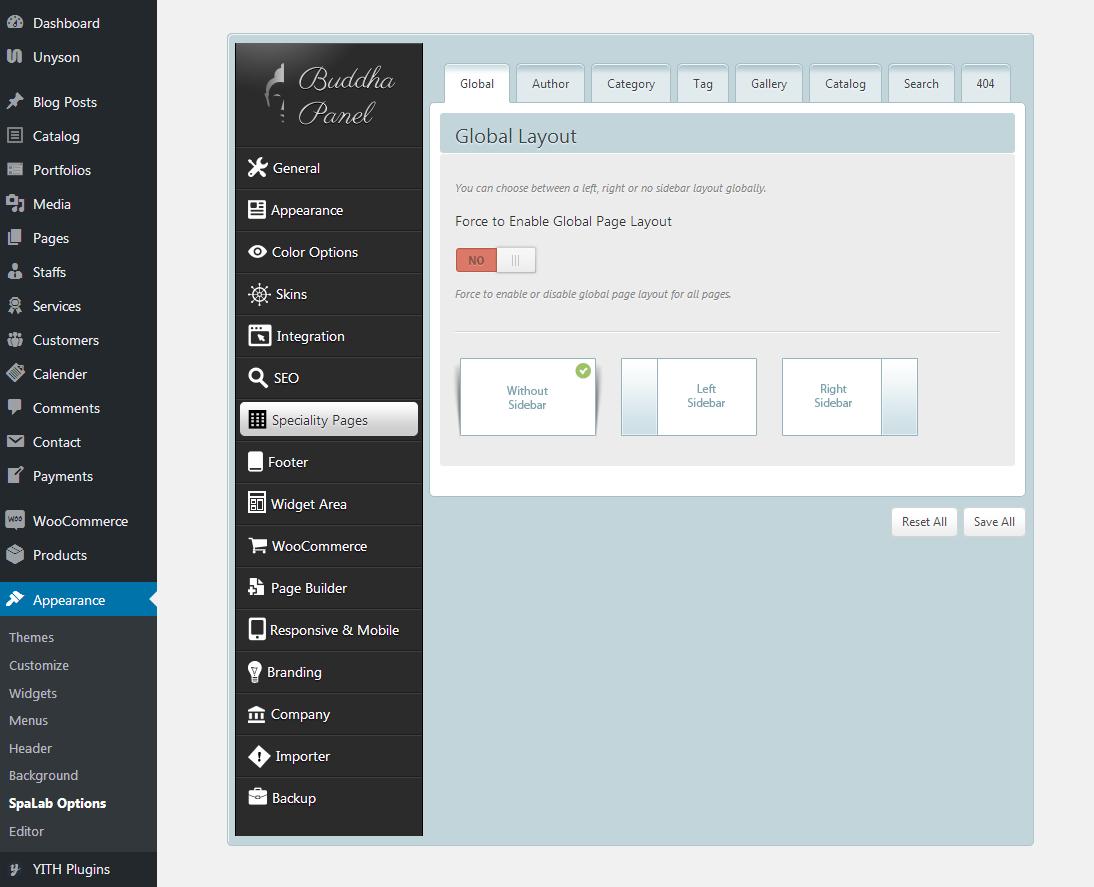 Dashboard
Unyson
Blog Posts
Catalog
Portfolios
Media
Pages
Staffs
Services
Customers
Calender
Comments
Contact
Payments
WOO
WooCommerce
Products
Appearance
Themes
Customize
Widgets
Menus
Header
Background
SpaLab Options
Editor
YITH Plugins
Buddha
Panel
General
Appearance
Color Options
Skins
Integration
SEO
Speciality Pages
Footer
Widget Area
WooCommerce
Page Builder
Responsive & Mobile
Branding
Company
Importer
Backup
Global
Author
Category
Tag
Gallery
Catalog
Search
404
Global Layout
You can choose between a left, right or no sidebar layout globally.
Force to Enable Global Page Layout
NO
Force to enable or disable global page layout for all pages.
Without
Sidebar
Left
Sidebar
Right
Sidebar
Reset All
Save All